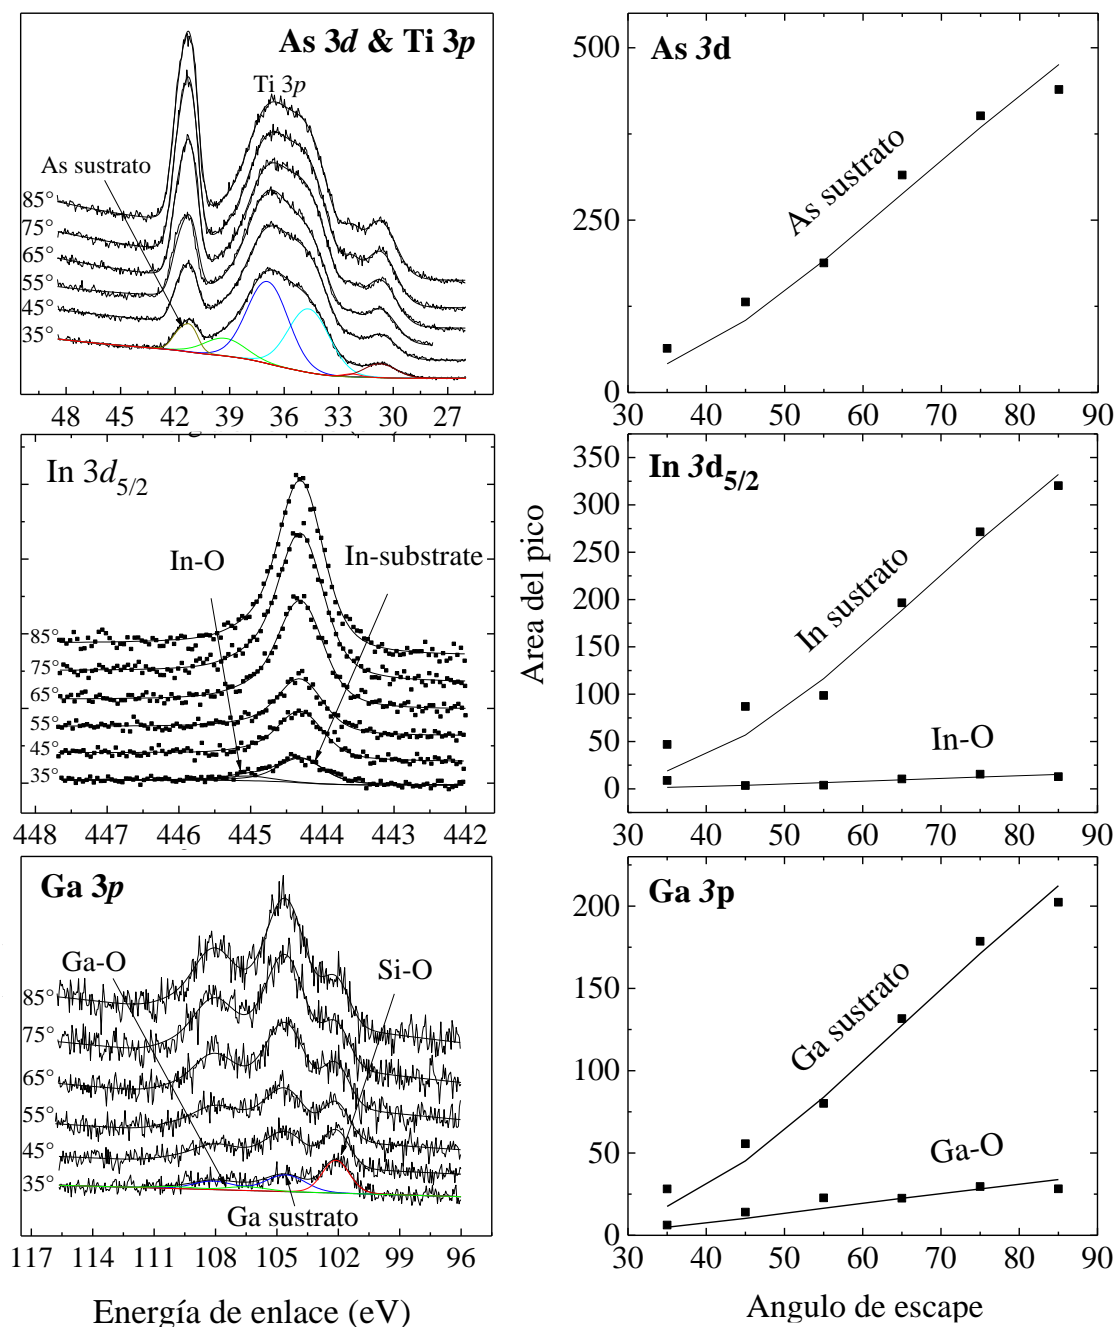 As 3d & Ti 3p
Ti 3p
As sustrato
85°
75°
65°
55°
45°
35°
48 45 42 39 36 33 30 27
As 3d
As sustrato
500
250
0
30 40 50 60 70 80 90
In 3d5/2
In-O
In-substrate
85°
75°
65°
55°
45°
35°
448 447 446 445 444 443 442
In 3d5/2
In sustrato
In-O
350
300
250
200
150
100
50
0
30 40 50 60 70 80 90
Area del pico
Ga 3p
Ga-O
Si-O
85°
75°
65°
55°
45°
35°
Ga sustrato
117 114 111 108 105 102 99 96
Energía de enlace (eV)
Ga 3p
Ga sustrato
Ga-O
200
150
100
50
0
30 40 50 60 70 80 90
Angulo de escape